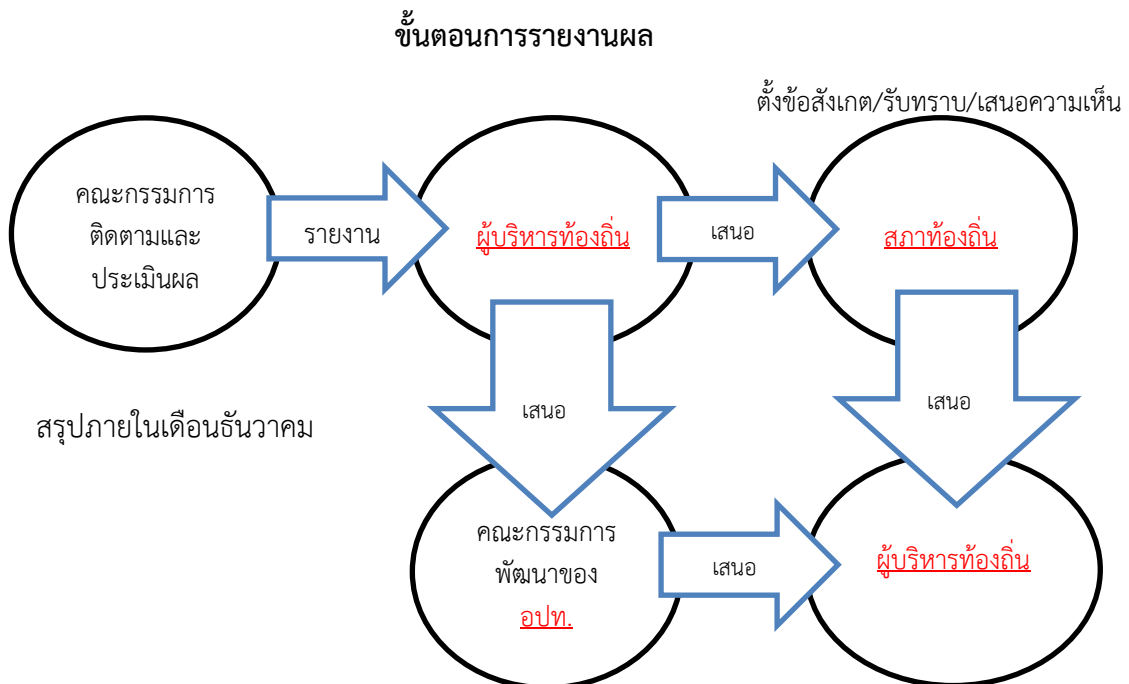 ขั้นตอนการรายงานผล
ตั้งข้อสังเกต/รับทราบ/เสนอความเห็น
คณะกรรมการ
ติดตามและ
ประเมินผล
รายงาน
ผู้บริหารท้องถิ่น
เสนอ
สภาท้องถิ่น
เสนอ
เสนอ
สรุปภายในเดือนธันวาคม
คณะกรรมการ
พัฒนาของ
อปท.
เสนอ
ผู้บริหารท้องถิ่น